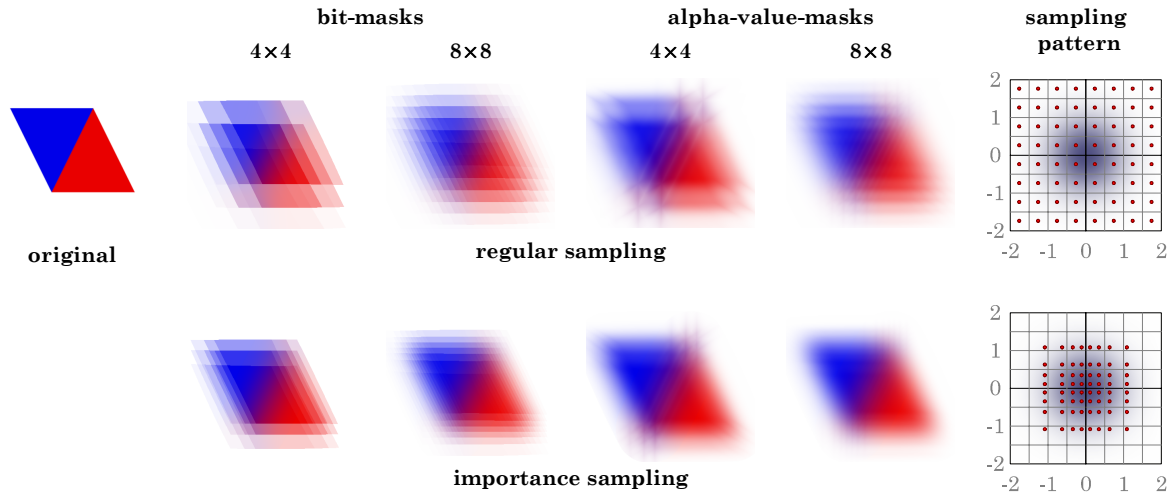 bit-masks alpha-value-masks sampling
4×4 8×8 4×4 8×8 pattern
2
1
0
-1
-2
-2 -1 0 1 2
original
regular sampling
2
1
0
-1
-2
-2 -1 0 1 2
importance sampling